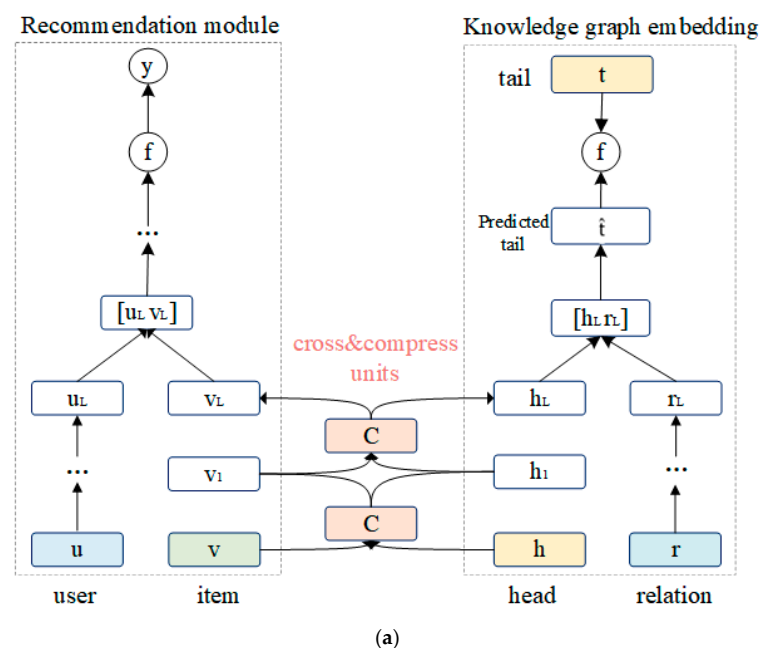 Recommendation module
Knowledge graph embedding
y
tail
t
f
f
...
Predicted
tail
t̂
[uL vL]
[hL rL]
cross&compress
units
uL
vL
hL
rL
C
...
v1
h1
...
C
u
v
h
r
user
item
head
relation
(a)